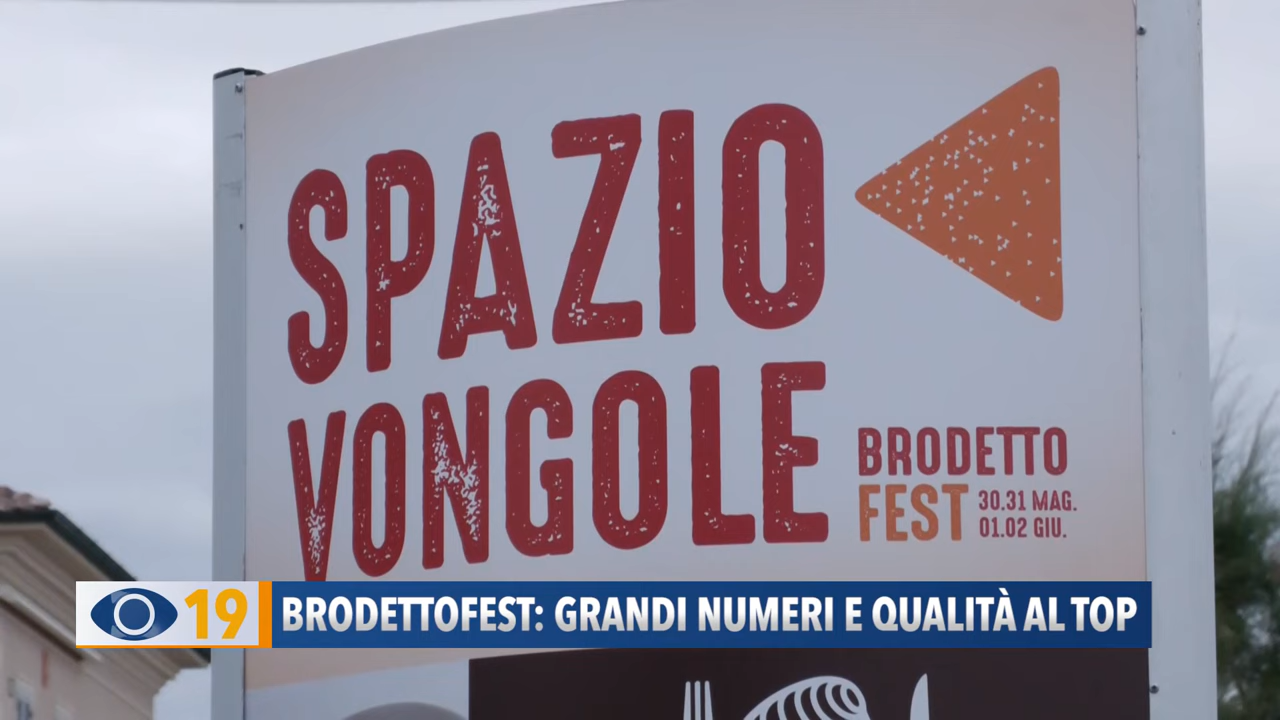 SPAZIO
VONGOLE
BRODETTO
FEST 30.31 MAG.
01.02 GIU.
19 BRODETTOFEST: GRANDI NUMERI E QUALITÀ AL TOP